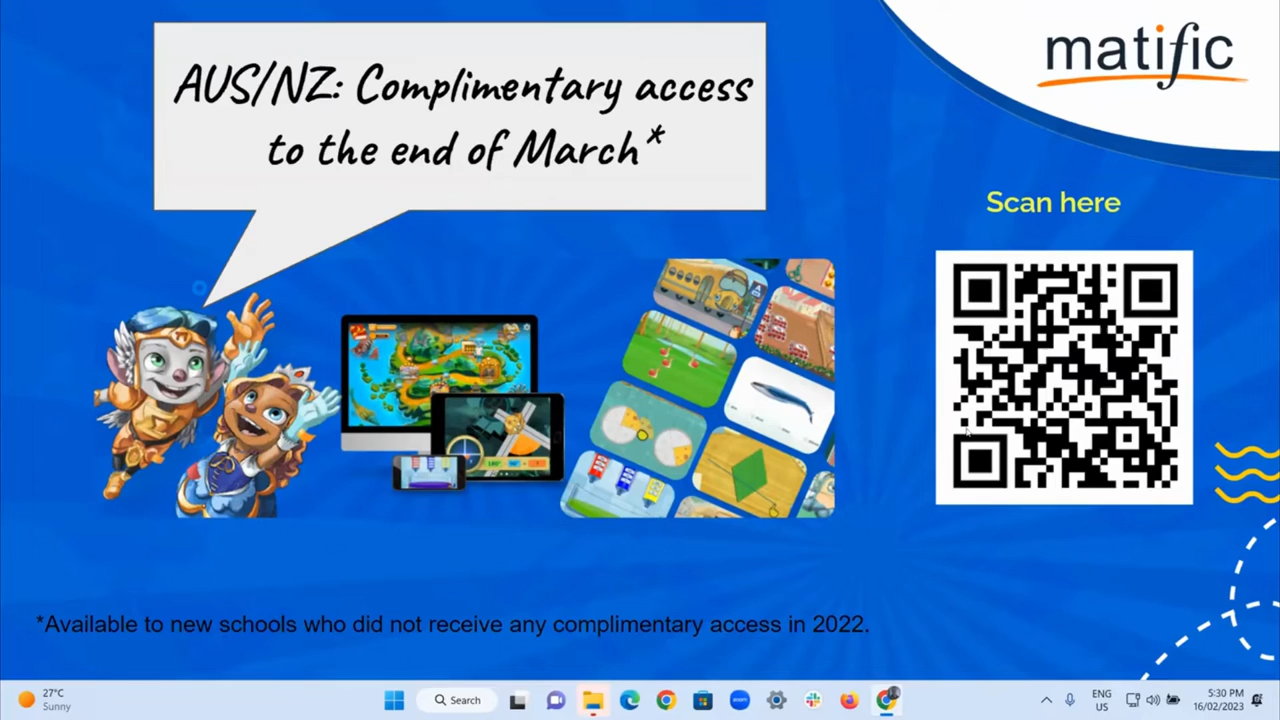 AUS/NZ: Complimentary access
to the end of March*
matific
Scan here
*Available to new schools who did not receive any complimentary access in 2022.
27°C
Sunny
Search
zoom
ENG
US
5:30 PM
16/02/2023